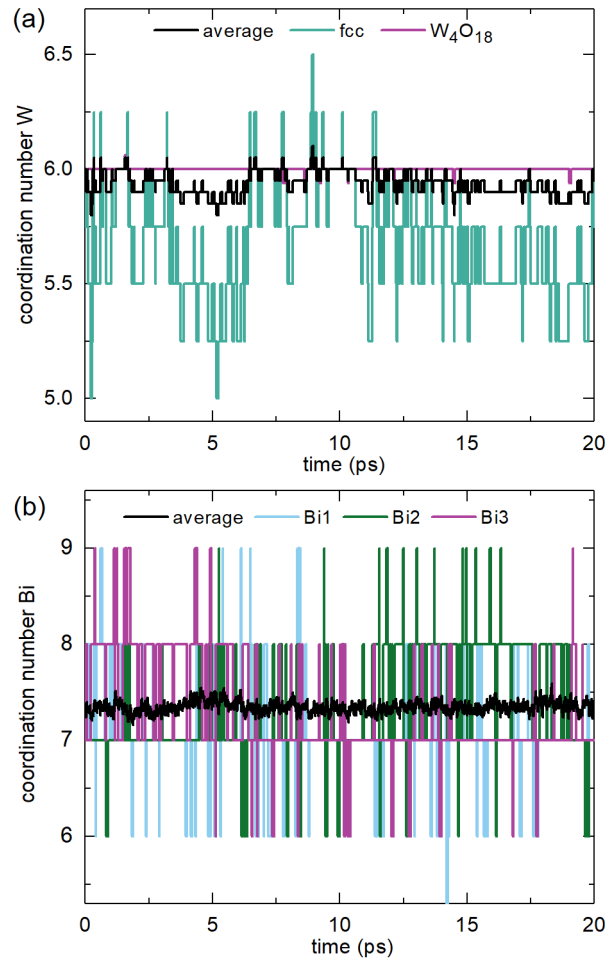 (a)
average fcc W4O18
coordination number W
6.5
6.0
5.5
5.0
0 5 10 15 20
time (ps)
(b)
average Bi1 Bi2 Bi3
coordination number Bi
9
8
7
6
0 5 10 15 20
time (ps)